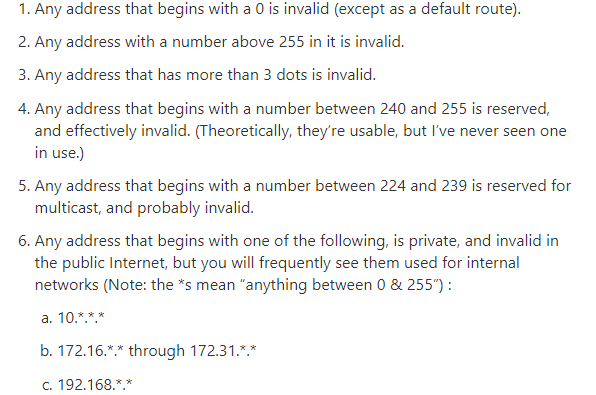 1. Any address that begins with a 0 is invalid (except as a default route).
2. Any address with a number above 255 in it is invalid.
3. Any address that has more than 3 dots is invalid.
4. Any address that begins with a number between 240 and 255 is reserved,
and effectively invalid. (Theoretically, they’re usable, but I’ve never seen one
in use.)
5. Any address that begins with a number between 224 and 239 is reserved for
multicast, and probably invalid.
6. Any address that begins with one of the following, is private, and invalid in
the public Internet, but you will frequently see them used for internal
networks (Note: the *s mean “anything between 0 & 255”) :
a. 10.*.*.*
b. 172.16.*.* through 172.31.*.*
c. 192.168.*.*